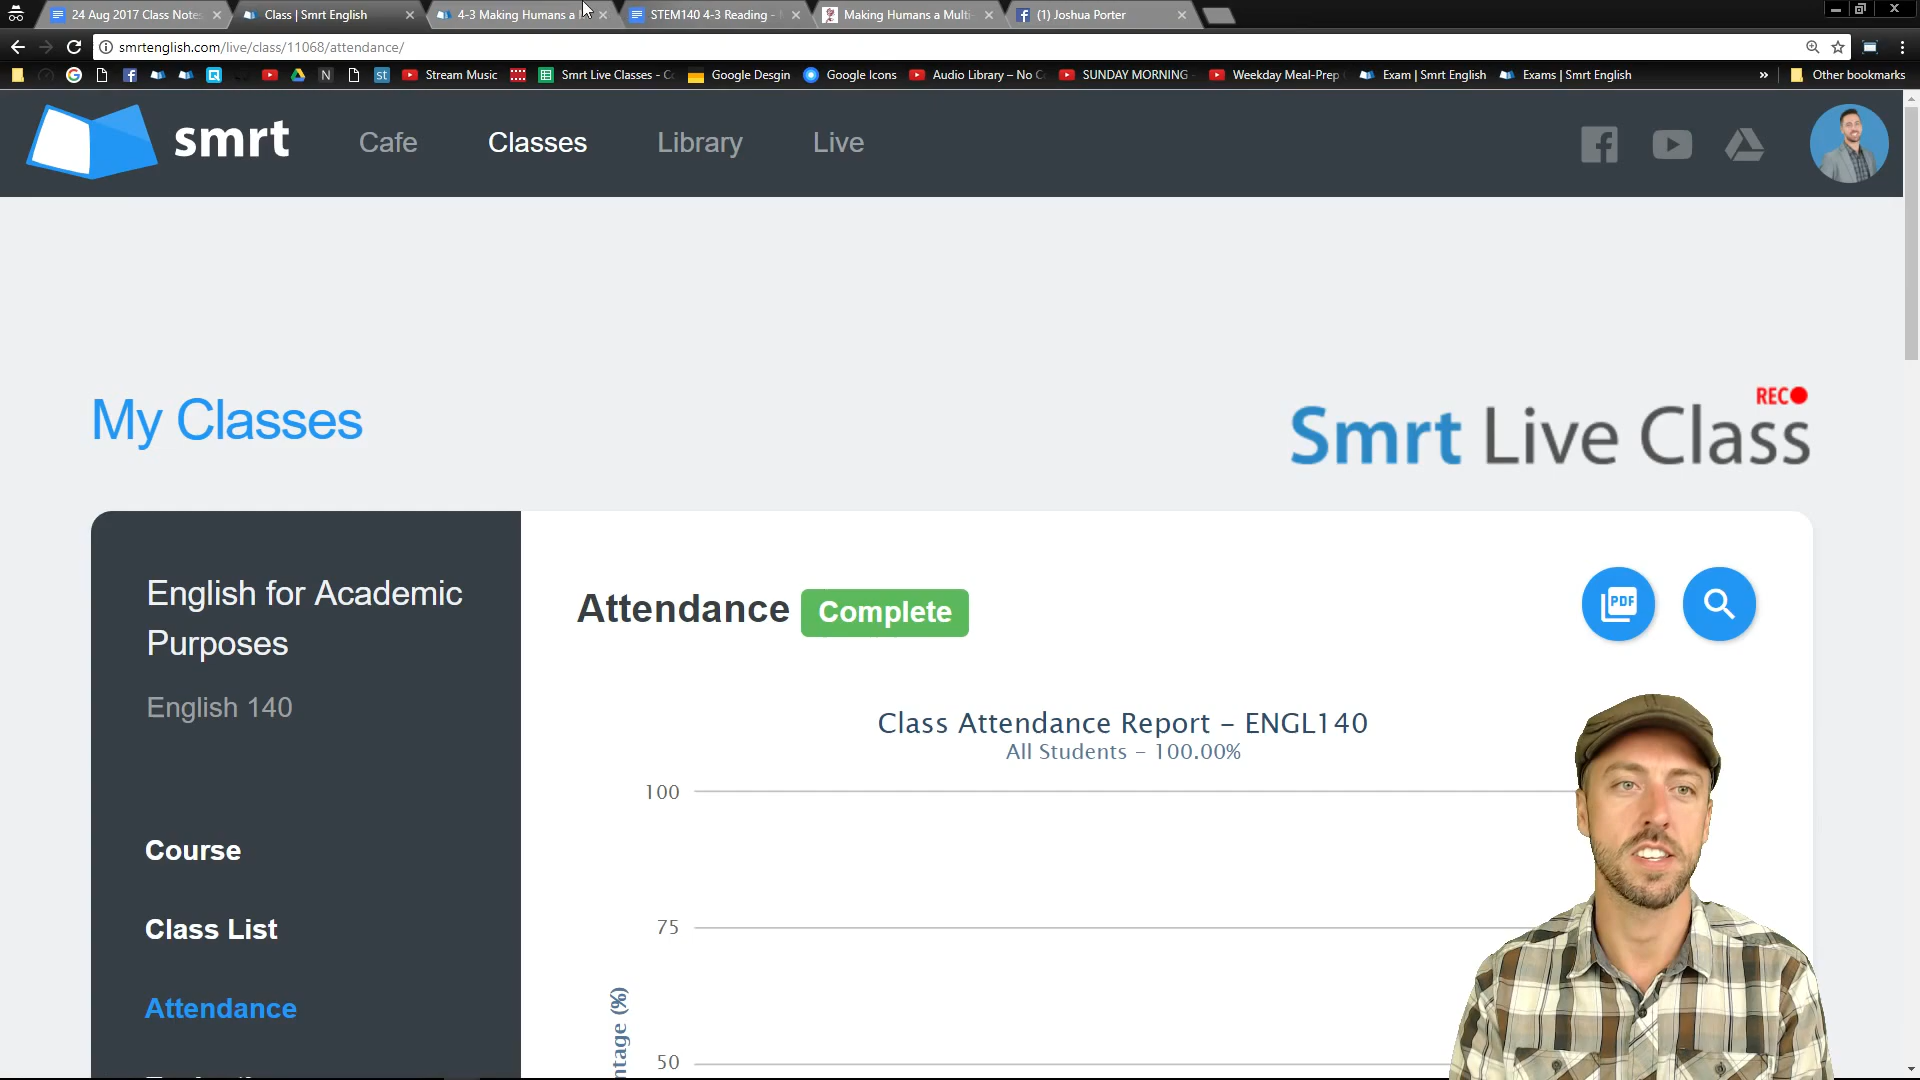 24 Aug 2017 Class Notes
Class | Smrt English
4-3 Making Humans a
STEM140 4-3 Reading -
Making Humans a Multi
(1) Joshua Porter
smrtenglish.com/live/class/11068/attendance/
Stream Music
Smrt Live Classes - Co
Google Desgin
Google Icons
Audio Library – No C
SUNDAY MORNING
Weekday Meal-Prep
Exam | Smrt English
Exams | Smrt English
»
Other bookmarks
smrt
Cafe
Classes
Library
Live
My Classes
REC
Smrt Live Class
English for Academic
Purposes
English 140
Course
Class List
Attendance
Attendance Complete
PDF
Class Attendance Report – ENGL140
All Students – 100.00%
100
75
50
ntage (%)